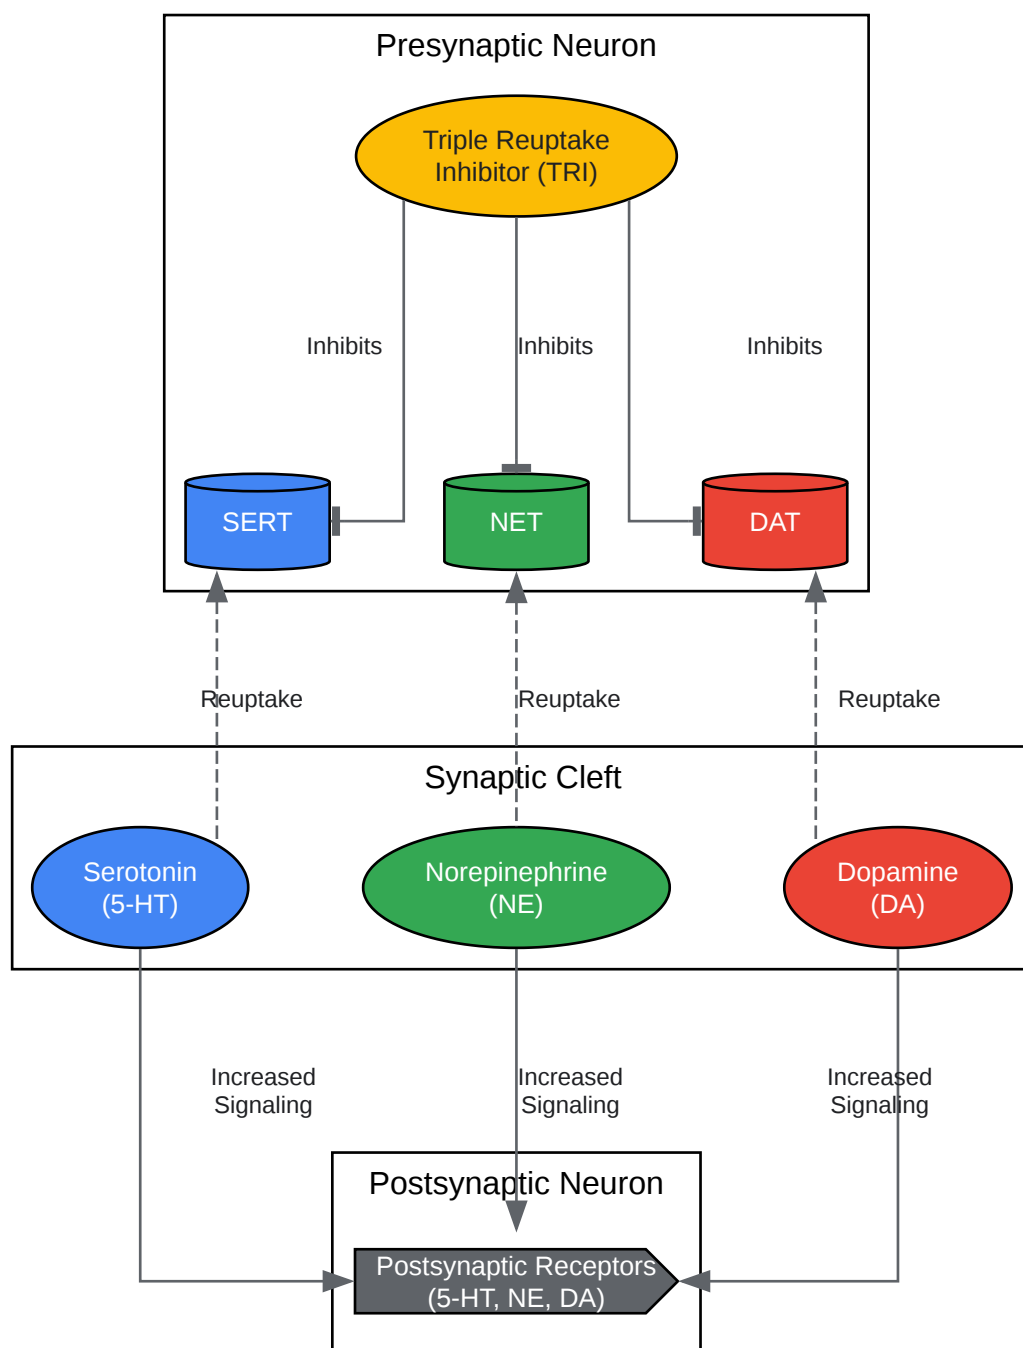 Presynaptic Neuron
Triple Reuptake
Inhibitor (TRI)
Inhibits
Inhibits
Inhibits
SERT
NET
DAT
Reuptake
Reuptake
Reuptake
Synaptic Cleft
Serotonin
(5-HT)
Norepinephrine
(NE)
Dopamine
(DA)
Increased
Signaling
Increased
Signaling
Increased
Signaling
Postsynaptic Neuron
Postsynaptic Receptors
(5-HT, NE, DA)